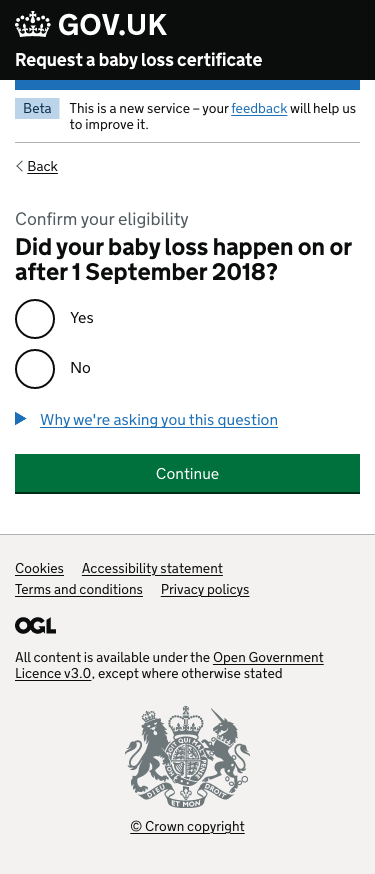 GOV.UK
Request a baby loss certificate
Beta
This is a new service – your feedback will help us
to improve it.
Back
Confirm your eligibility
Did your baby loss happen on or
after 1 September 2018?
Yes
No
Why we're asking you this question
Continue
Cookies Accessibility statement
Terms and conditions Privacy policys
OGL
All content is available under the Open Government
Licence v3.0, except where otherwise stated
DIEU ET MON
© Crown copyright